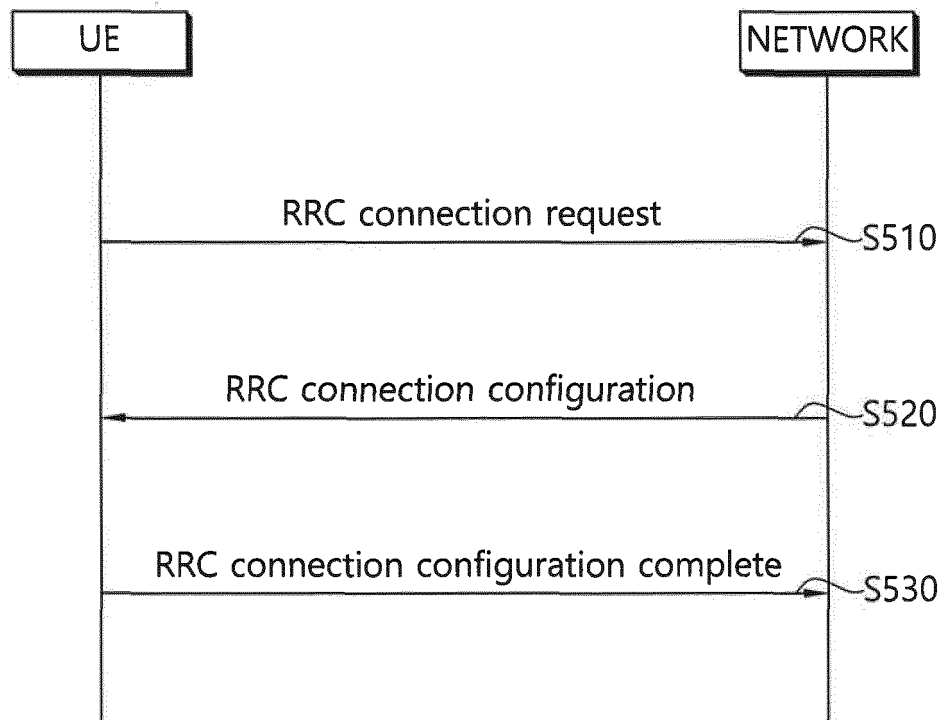 UE
NETWORK
RRC connection request
S510
RRC connection configuration
S520
RRC connection configuration complete
S530